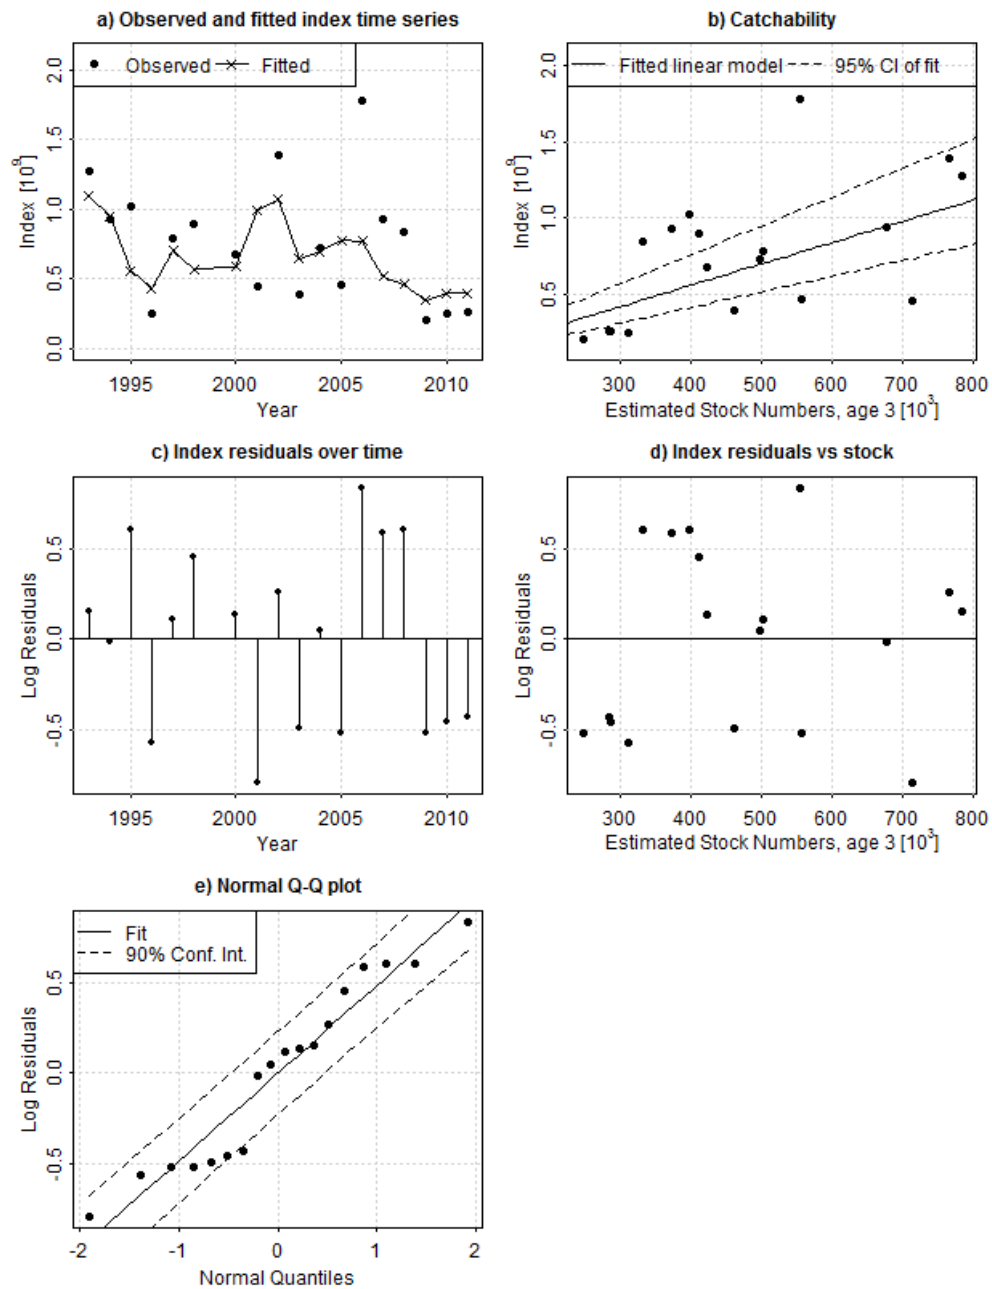 a) Observed and fitted index time series
Observed Fitted
2.0
1.5
1.0
0.5
0.0
Index [10^9]
1995 2000 2005 2010
Year
b) Catchability
Fitted linear model 95% CI of fit
2.0
1.5
1.0
0.5
Index [10^9]
300 400 500 600 700 800
Estimated Stock Numbers, age 3 [10^3]
c) Index residuals over time
0.5
0.0
-0.5
Log Residuals
1995 2000 2005 2010
Year
d) Index residuals vs stock
0.5
0.0
-0.5
Log Residuals
300 400 500 600 700 800
Estimated Stock Numbers, age 3 [10^3]
e) Normal Q-Q plot
Fit
90% Conf. Int.
0.5
0.0
-0.5
Log Residuals
-2 -1 0 1 2
Normal Quantiles